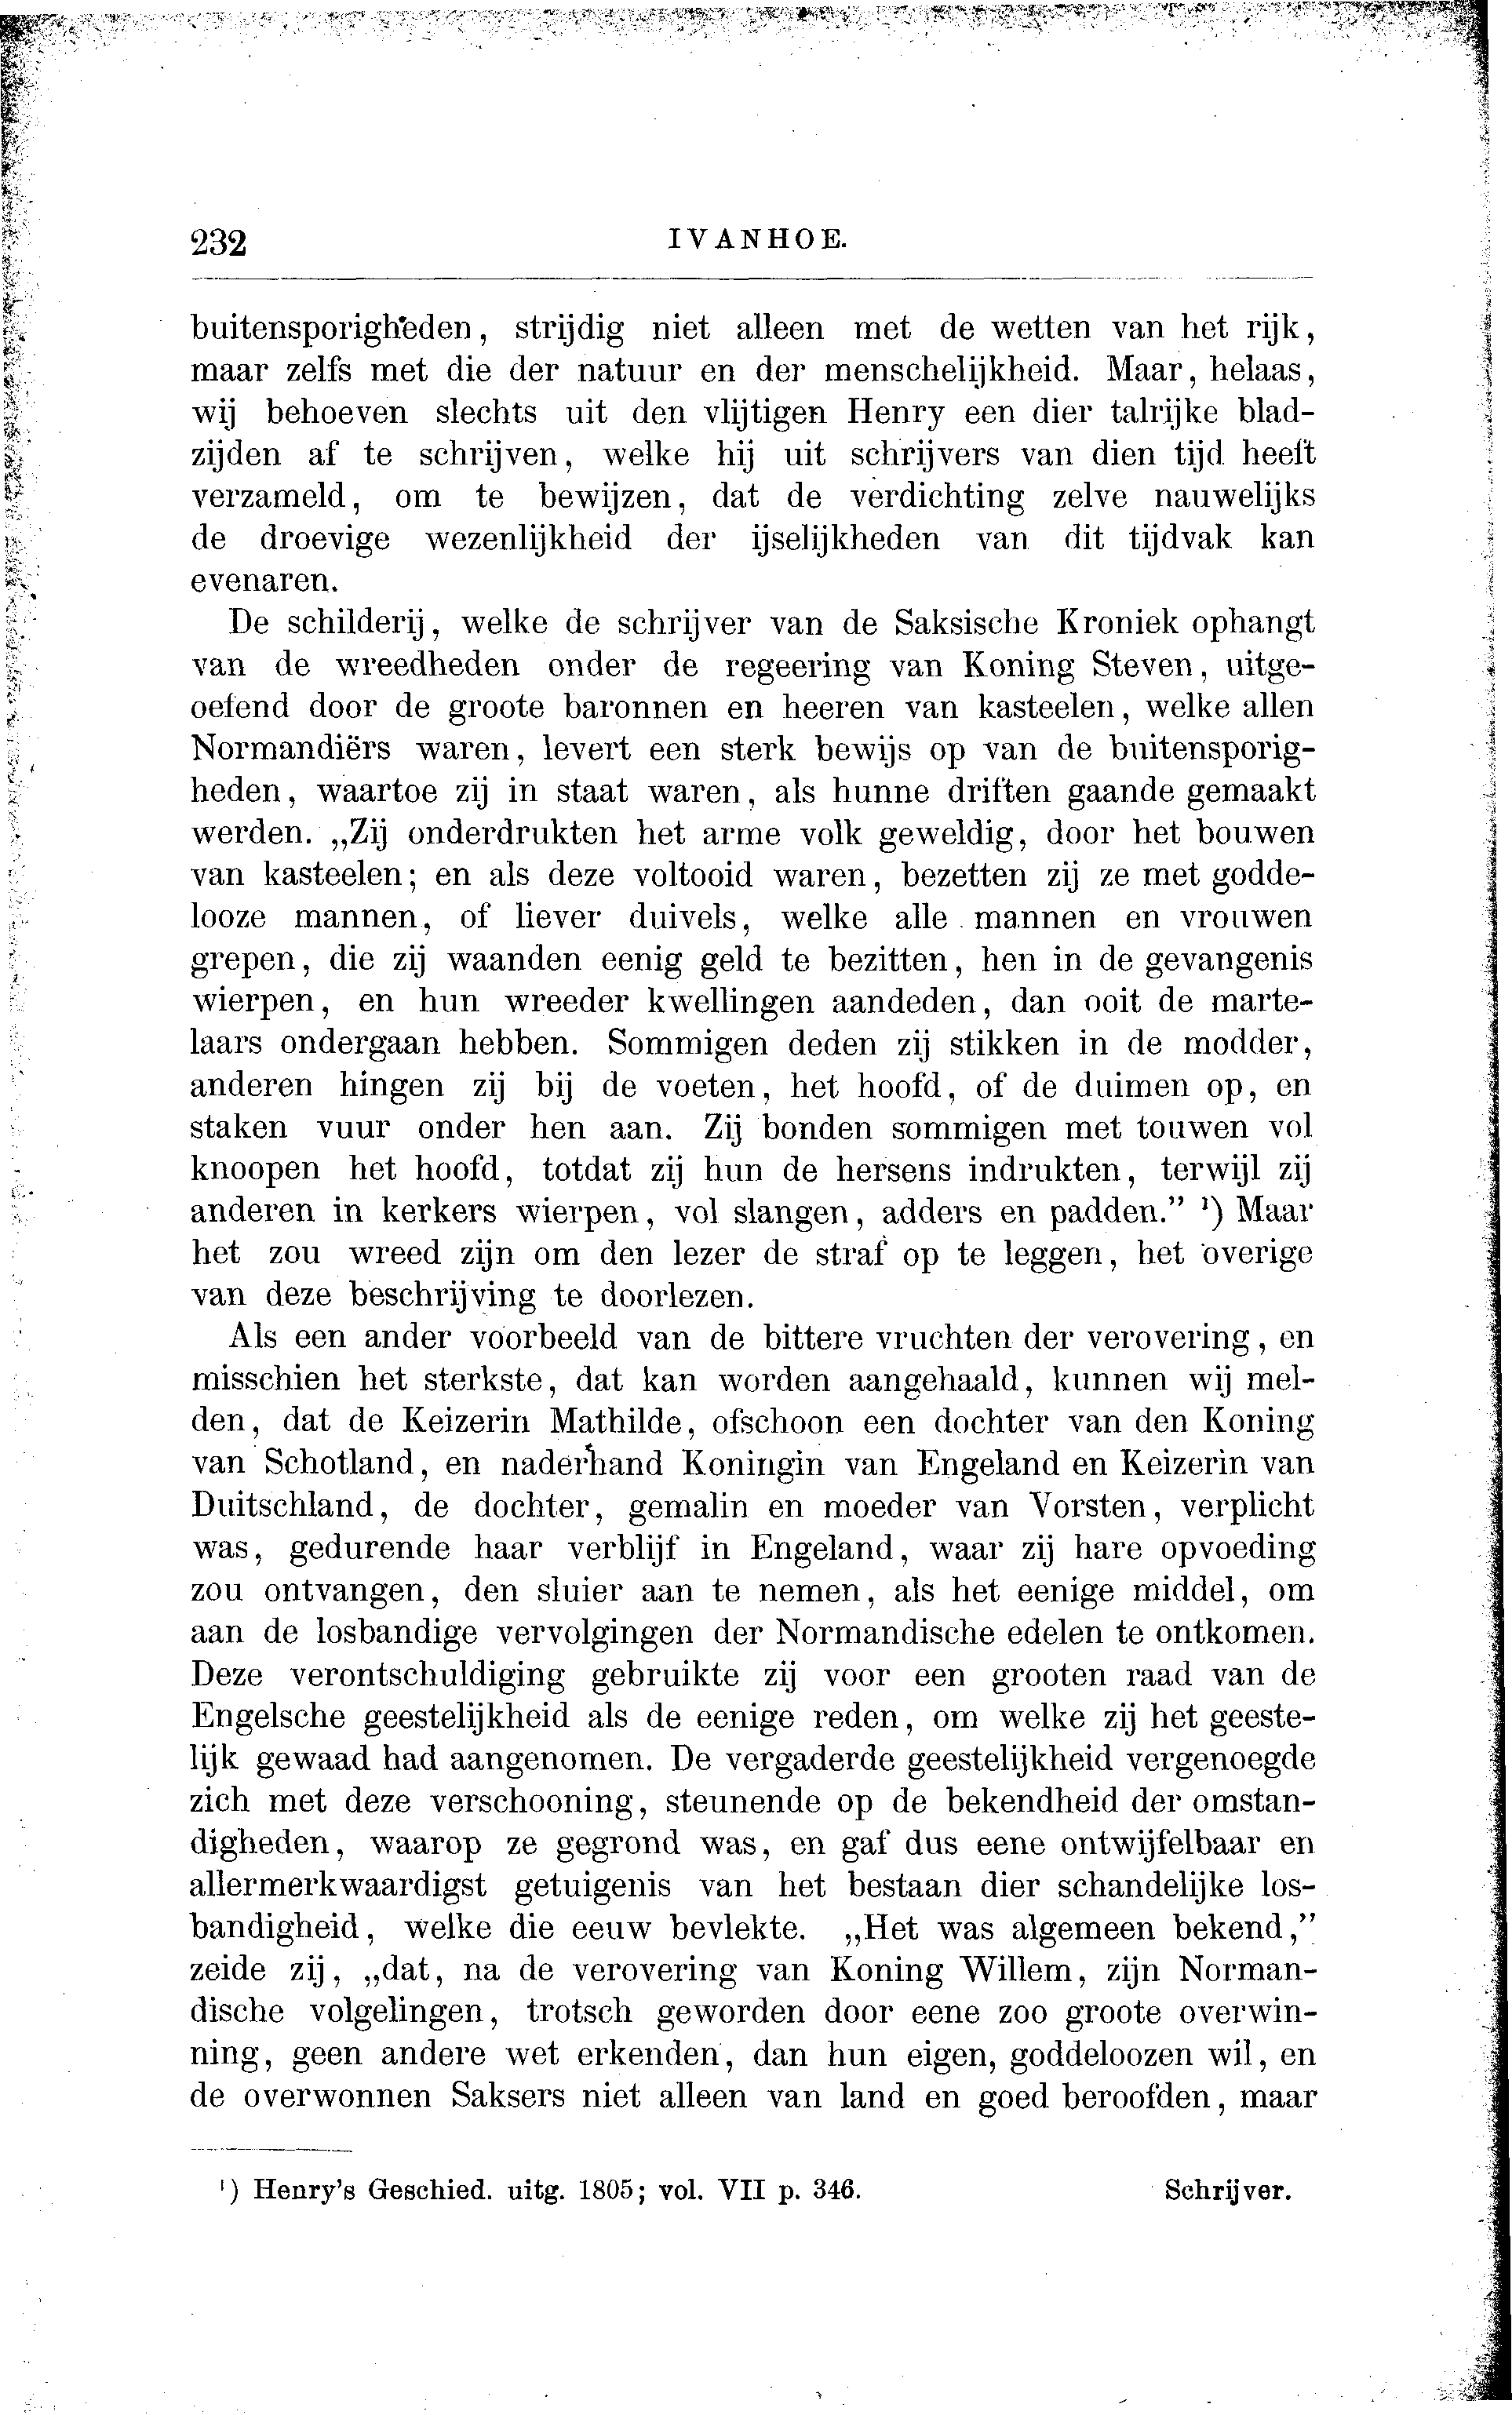 232
IVANHOE.
buitensporigheden, strijdig niet alleen met de wetten van het rijk,
maar zelfs met die der natuur en der menschelijkheid. Maar, helaas,
wij behoeven slechts uit den vlijtigen Henry een dier talrijke blad-
zijden af te schrijven, welke hij uit schrijvers van dien tijd heeft
verzameld, om te bewijzen, dat de verdichting zelve nauwelijks
de droevige wezenlijkheid der ijselijkheden van dit tijdvak kan
evenaren.
De schilderij, welke de schrijver van de Saksische Kroniek ophangt
van de wreedheden onder de regeering van Koning Steven, uitge-
oefend door de groote baronnen en heeren van kasteelen, welke allen
Normandiërs waren, levert een sterk bewijs op van de buitensporig-
heden, waartoe zij in staat waren, als hunne driften gaande gemaakt
werden. „Zij onderdrukten het arme volk geweldig, door het bouwen
van kasteelen; en als deze voltooid waren, bezetten zij ze met godde-
looze mannen, of liever duivels, welke alle mannen en vrouwen
grepen, die zij waanden eenig geld te bezitten, hen in de gevangenis
wierpen, en hun wreeder kwellingen aandeden, dan ooit de marte-
laars ondergaan hebben. Sommigen deden zij stikken in de modder,
anderen hingen zij bij de voeten, het hoofd, of de duimen op, en
staken vuur onder hen aan. Zij bonden sommigen met touwen vol
knoopen het hoofd, totdat zij hun de hersens indrukten, terwijl zij
anderen in kerkers wierpen, vol slangen, adders en padden.” ¹) Maar
het zou wreed zijn om den lezer de straf op te leggen, het overige
van deze beschrijving te doorlezen.
Als een ander voorbeeld van de bittere vruchten der verovering, en
misschien het sterkste, dat kan worden aangehaald, kunnen wij mel-
den, dat de Keizerin Mathilde, ofschoon een dochter van den Koning
van Schotland, en naderhand Koningin van Engeland en Keizerin van
Duitschland, de dochter, gemalin en moeder van Vorsten, verplicht
was, gedurende haar verblijf in Engeland, waar zij hare opvoeding
zou ontvangen, den sluier aan te nemen, als het eenige middel, om
aan de losbandige vervolgingen der Normandische edelen te ontkomen.
Deze verontschuldiging gebruikte zij voor een grooten raad van de
Engelsche geestelijkheid als de eenige reden, om welke zij het geeste-
lijk gewaad had aangenomen. De vergaderde geestelijkheid vergenoegde
zich met deze verschooning, steunende op de bekendheid der omstan-
digheden, waarop ze gegrond was, en gaf dus eene ontwijfelbaar en
allermerkwaardigst getuigenis van het bestaan dier schandelijke los-
bandigheid, welke die eeuw bevlekte. „Het was algemeen bekend,”
zeide zij, „dat, na de verovering van Koning Willem, zijn Norman-
dische volgelingen, trotsch geworden door eene zoo groote overwin-
ning, geen andere wet erkenden, dan hun eigen, goddeloozen wil, en
de overwonnen Saksers niet alleen van land en goed beroofden, maar
¹) Henry's Geschied. uitg. 1805; vol. VII p. 346. Schrijver.